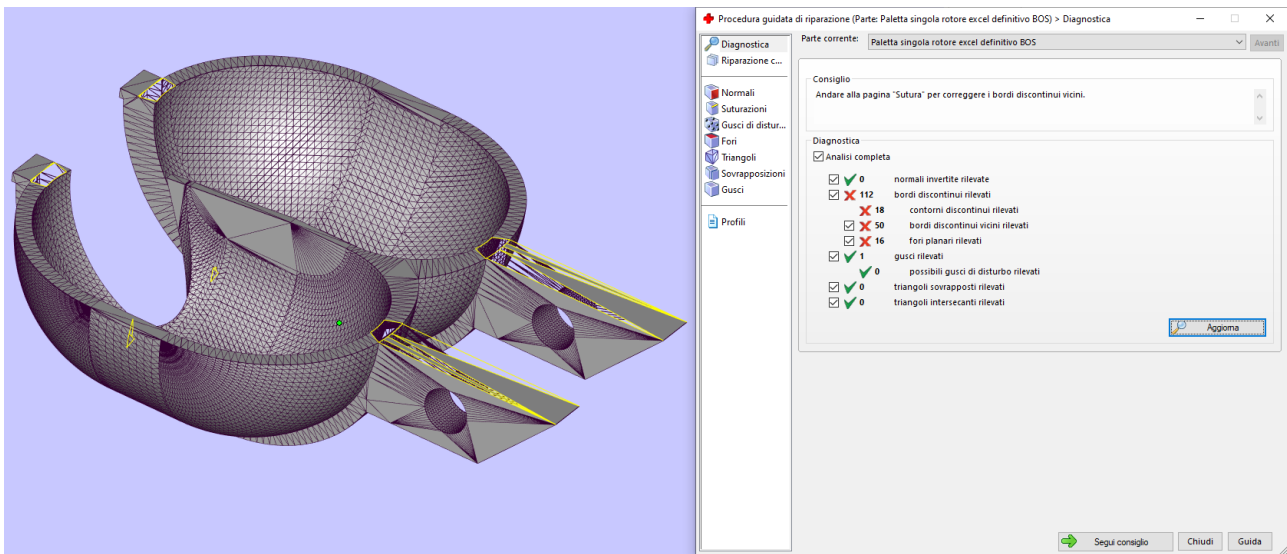 Procedura guidata di riparazione (Parte: Paletta singola rotore excel definitivo BOS) > Diagnostica
Diagnostica
Riparazione c...
Normali
Suturazioni
Gusci di distur...
Fori
Triangoli
Sovrapposizioni
Gusci
Profili
Parte corrente: Paletta singola rotore excel definitivo BOS Avanti
Consiglio
Andare alla pagina "Sutura" per correggere i bordi discontinui vicini.
Diagnostica
Analisi completa
0 normali invertite rilevate
112 bordi discontinui rilevati
18 contorni discontinui rilevati
50 bordi discontinui vicini rilevati
16 fori planari rilevati
1 gusci rilevati
0 possibili gusci di disturbo rilevati
0 triangoli sovrapposti rilevati
0 triangoli intersecanti rilevati
Aggiorna
Segui consiglio Chiudi Guida